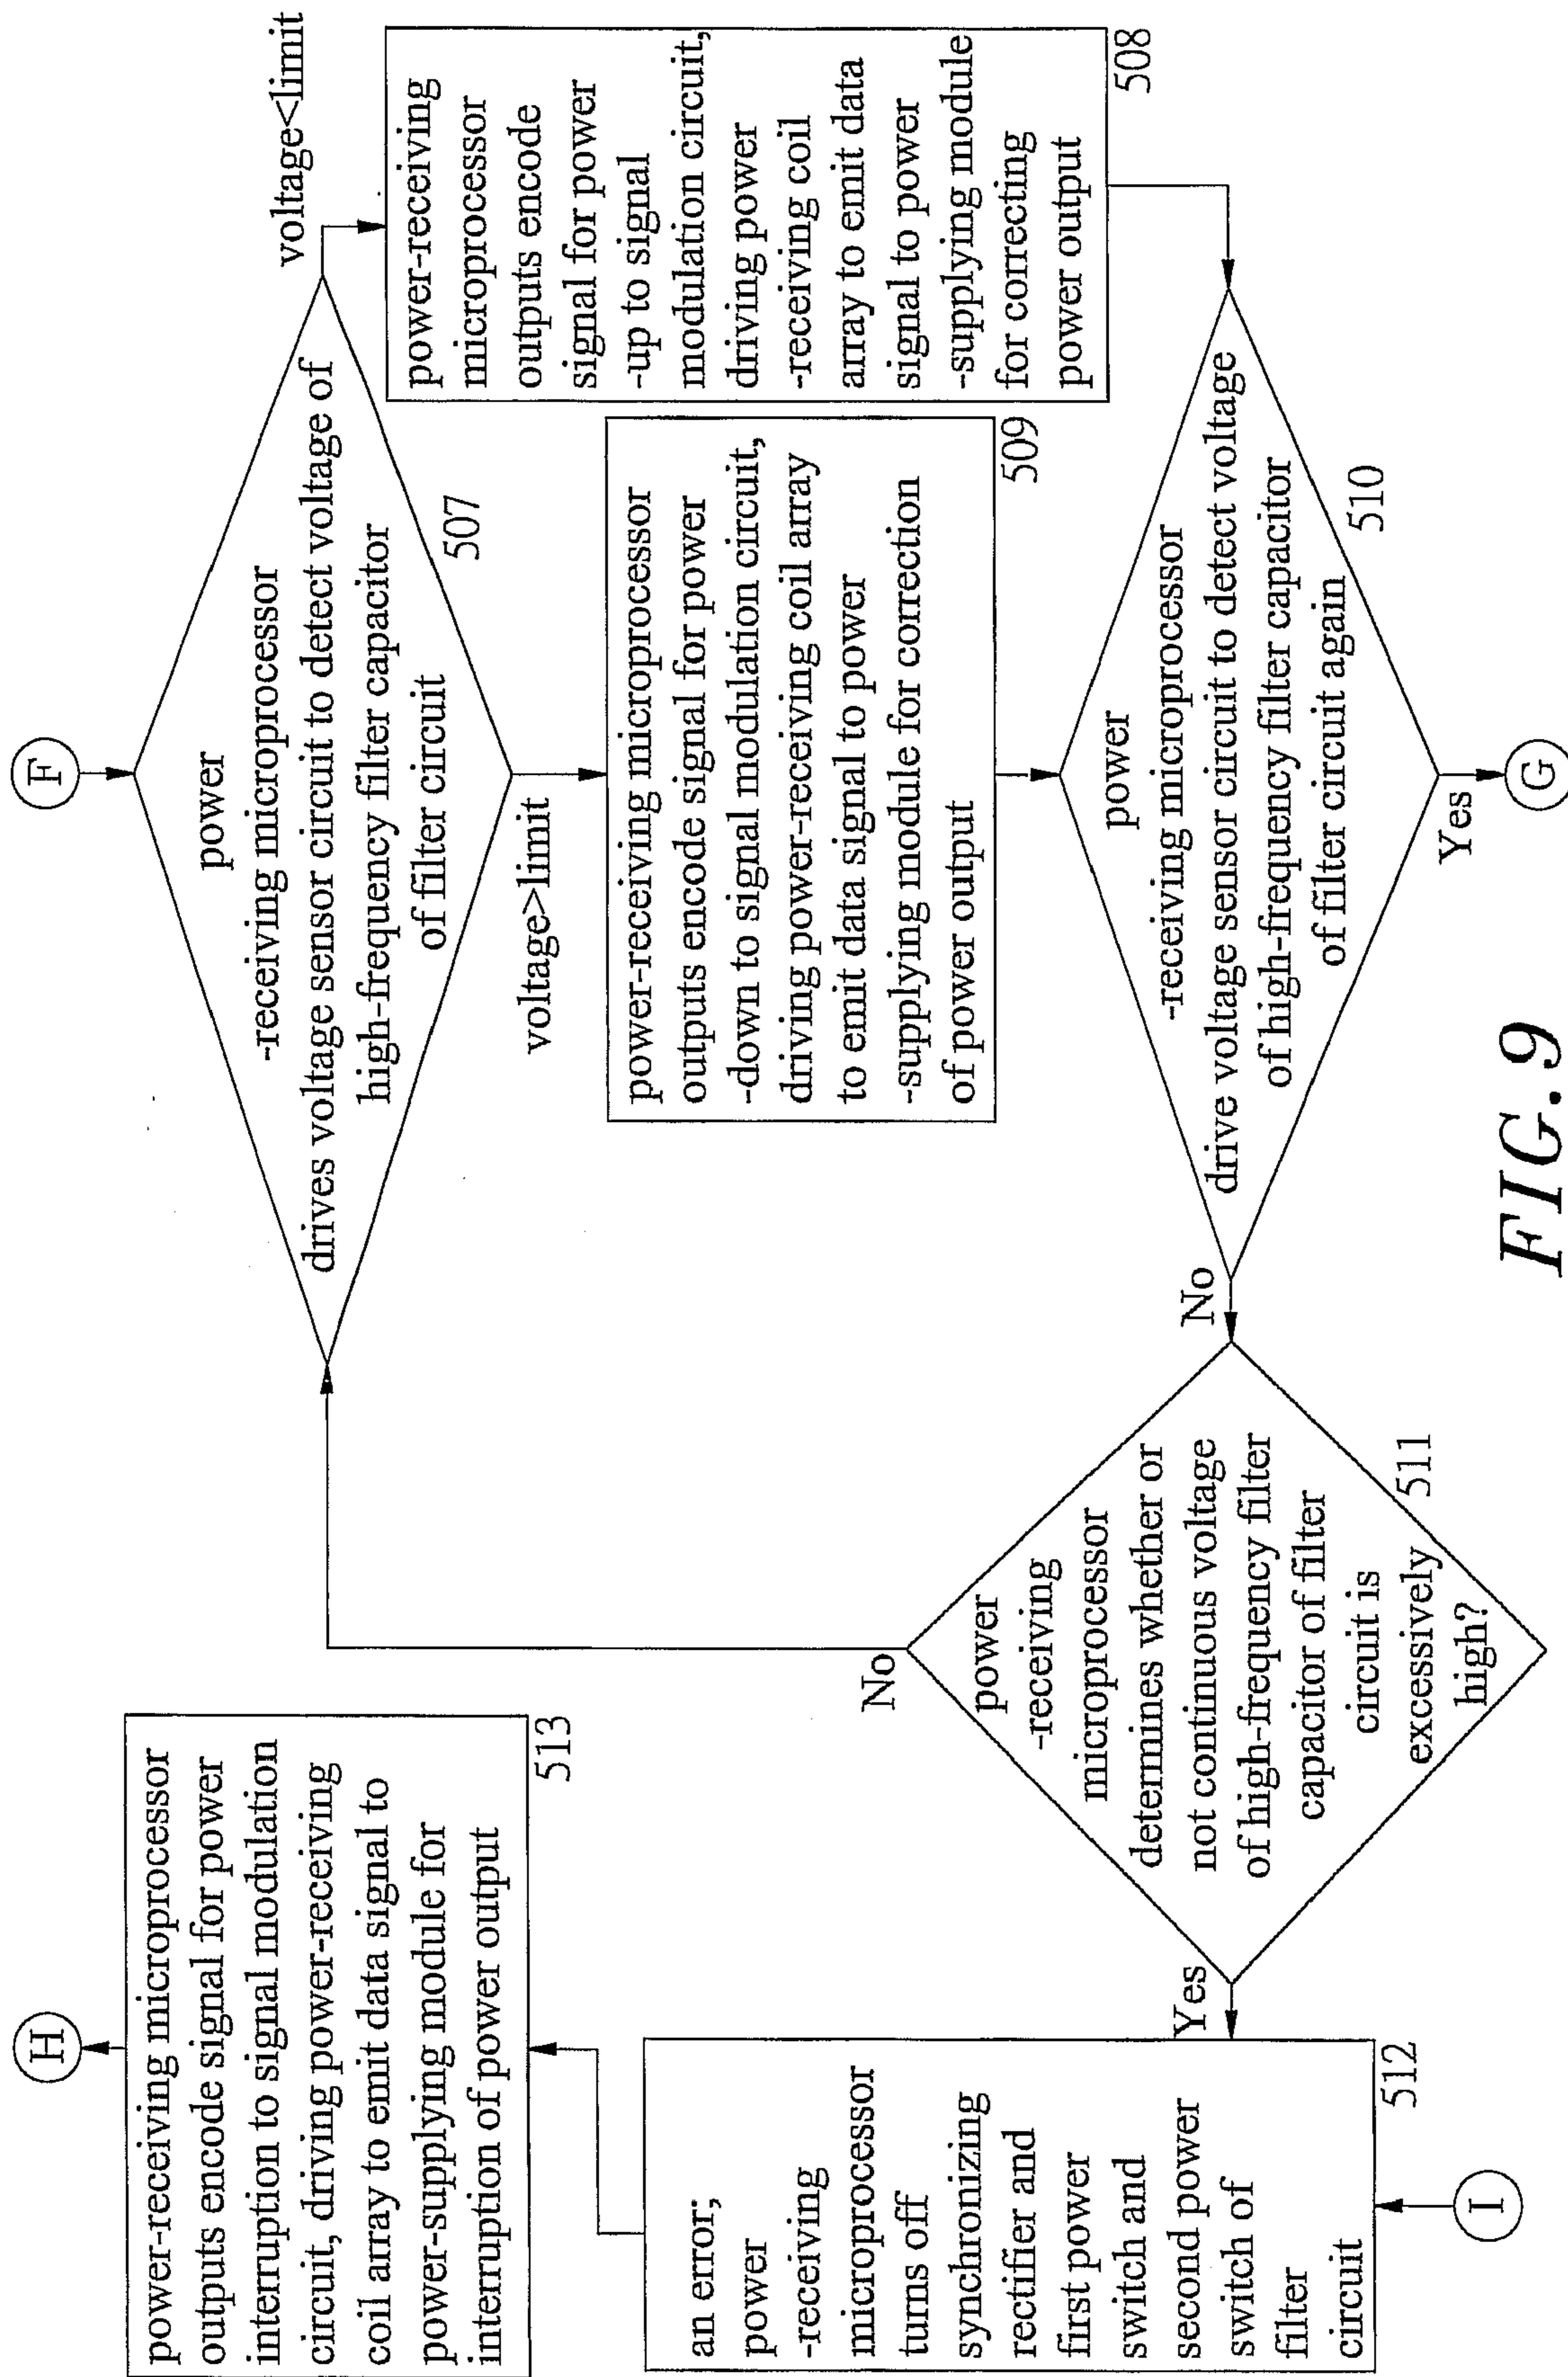 F
power
-receiving microprocessor
drives voltage sensor circuit to detect voltage of
high-frequency filter capacitor
of filter circuit
507
voltage<limit
power-receiving
microprocessor
outputs encode
signal for power
-up to signal
modulation circuit,
driving power
-receiving coil
array to emit data
signal to power
-supplying module
for correcting
power output
508
voltage>limit
power-receiving microprocessor
outputs encode signal for power
-down to signal modulation circuit,
driving power-receiving coil array
to emit data signal to power
-supplying module for correction
of power output
509
power
-receiving microprocessor
drive voltage sensor circuit to detect voltage
of high-frequency filter capacitor
of filter circuit again
510
Yes
G
No
power
-receiving
microprocessor
determines whether or
not continuous voltage
of high-frequency filter
capacitor of filter
circuit is
excessively
high?
511
No
Yes
an error;
power
-receiving
microprocessor
turns off
synchronizing
rectifier and
first power
switch and
second power
switch of
filter
circuit
512
I
power-receiving microprocessor
outputs encode signal for power
interruption to signal modulation
circuit, driving power-receiving
coil array to emit data signal to
power-supplying module for
interruption of power output
513
H
FIG.9